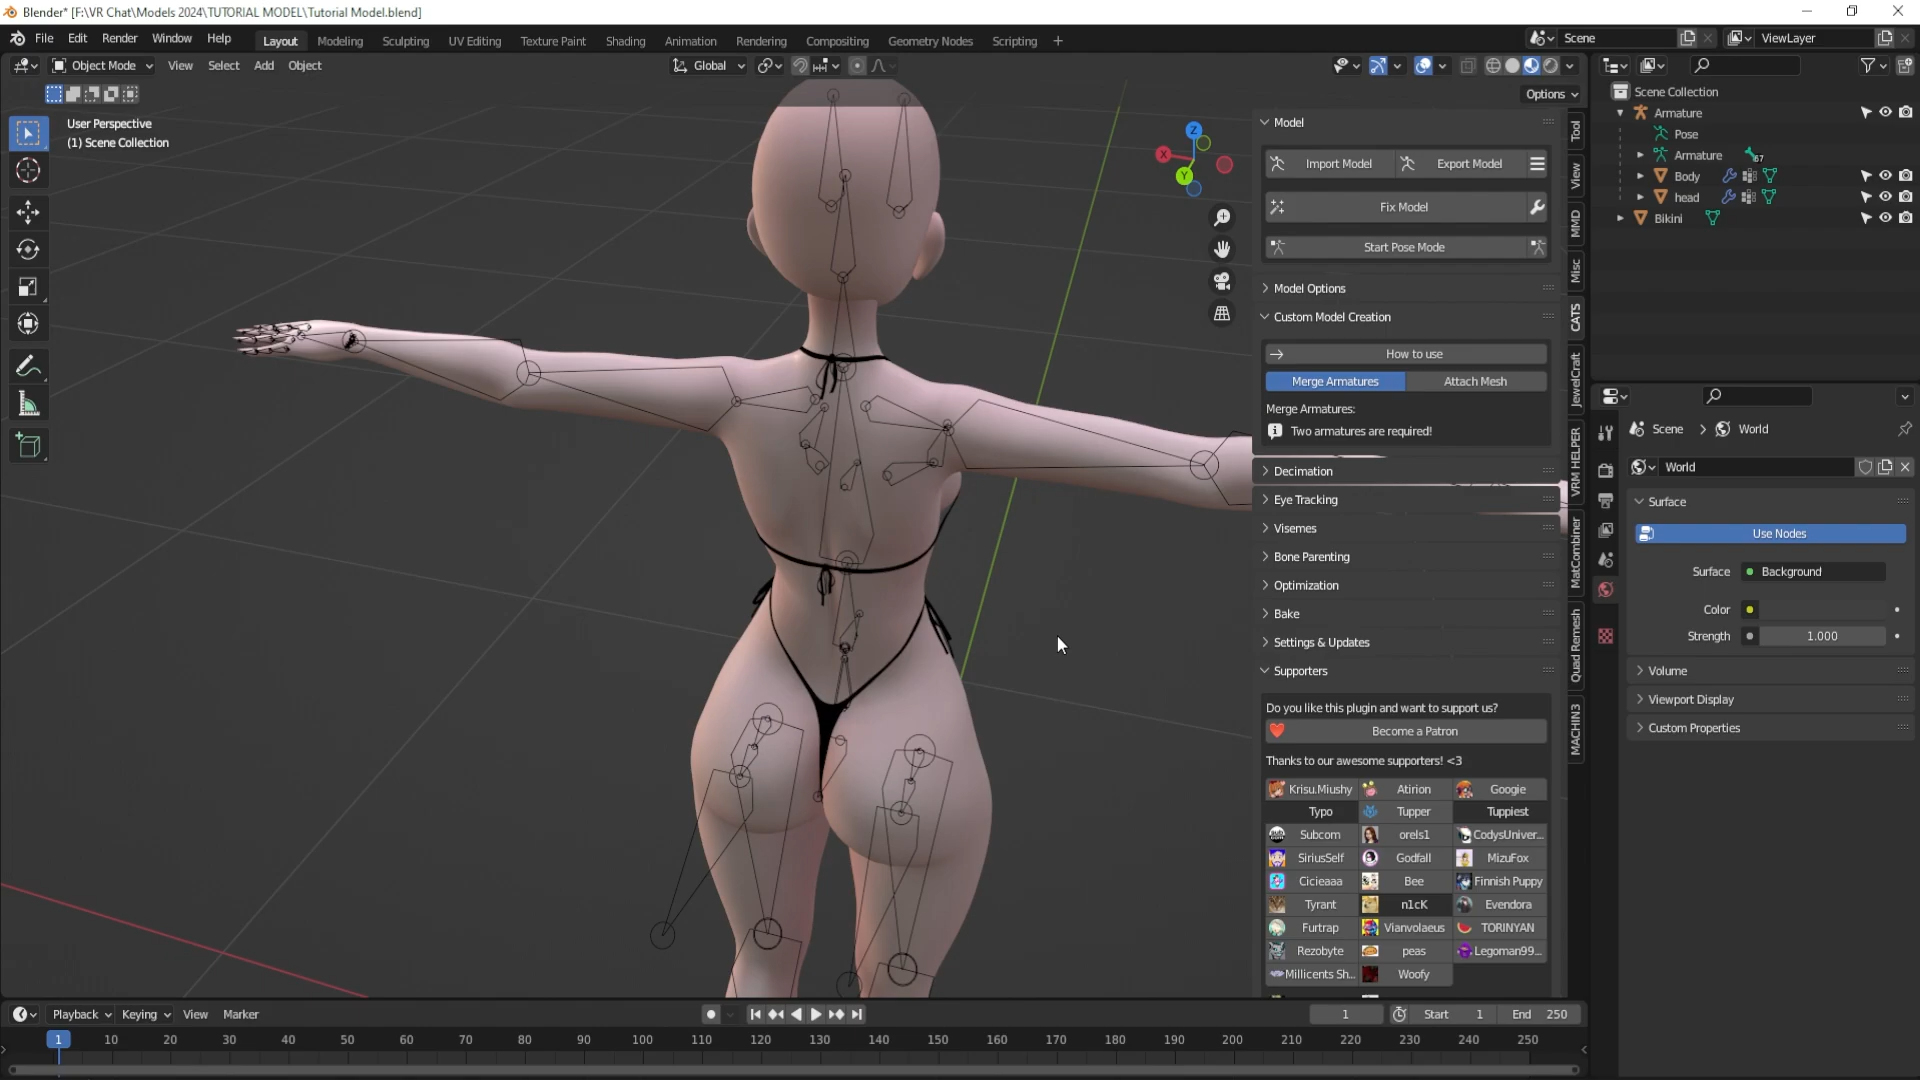 Blender* [F:\VR Chat\Models 2024\TUTORIAL MODEL\Tutorial Model.blend]
File Edit Render Window Help Layout Modeling Sculpting UV Editing Texture Paint Shading Animation Rendering Compositing Geometry Nodes Scripting + Scene ViewLayer
Object Mode View Select Add Object Global
Options
User Perspective
(1) Scene Collection
Z
X
Y
Model
Import Model Export Model
Fix Model
Start Pose Mode
Model Options
Custom Model Creation
How to use
Merge Armatures Attach Mesh
Merge Armatures:
Two armatures are required!
Decimation
Eye Tracking
Visemes
Bone Parenting
Optimization
Bake
Settings & Updates
Supporters
Do you like this plugin and want to support us?
Become a Patron
Thanks to our awesome supporters! <3
Krisu.Miushy Atirion Googie
Typo Tupper Tuppiest
Subcom orels1 CodysUniver...
SiriusSelf Godfall MizuFox
Cicieaaa Bee Finnish Puppy
Tyrant n1cK Evendora
Furtrap Vianvolaeus TORINYAN
Rezobyte peas Legoman99...
Millicents Sh... Woofy
Tool
View
MMD
Misc
CATS
JewelCraft
VRM HELPER
MatCombiner
Quad Remesh
MACHIN3
Scene Collection
Armature
Pose
Armature 67
Body
head
Bikini
Scene World
World
Surface
Use Nodes
Surface Background
Color
Strength 1.000
Volume
Viewport Display
Custom Properties
Playback Keying View Marker 1 Start 1 End 250
1 10 20 30 40 50 60 70 80 90 100 110 120 130 140 150 160 170 180 190 200 210 220 230 240 250